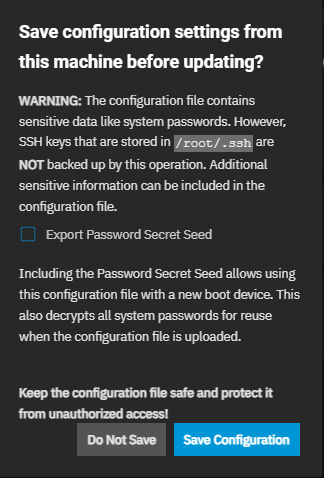 Save configuration settings from
this machine before updating?
WARNING: The configuration file contains
sensitive data like system passwords. However,
SSH keys that are stored in /root/.ssh are
NOT backed up by this operation. Additional
sensitive information can be included in the
configuration file.
Export Password Secret Seed
Including the Password Secret Seed allows using
this configuration file with a new boot device. This
also decrypts all system passwords for reuse
when the configuration file is uploaded.
Keep the configuration file safe and protect it
from unauthorized access!
Do Not Save Save Configuration